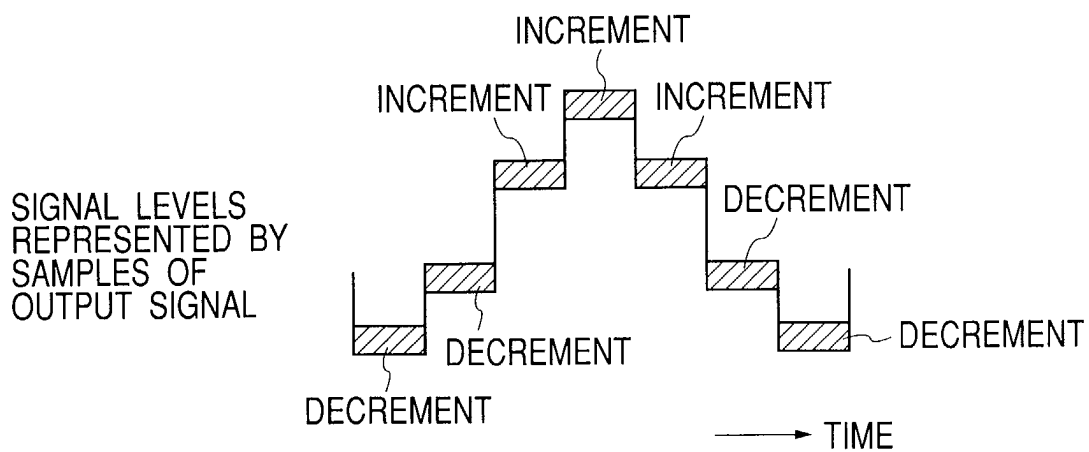 INCREMENT
INCREMENT
INCREMENT
SIGNAL LEVELS
REPRESENTED BY
SAMPLES OF
OUTPUT SIGNAL
DECREMENT
DECREMENT
DECREMENT
DECREMENT
TIME